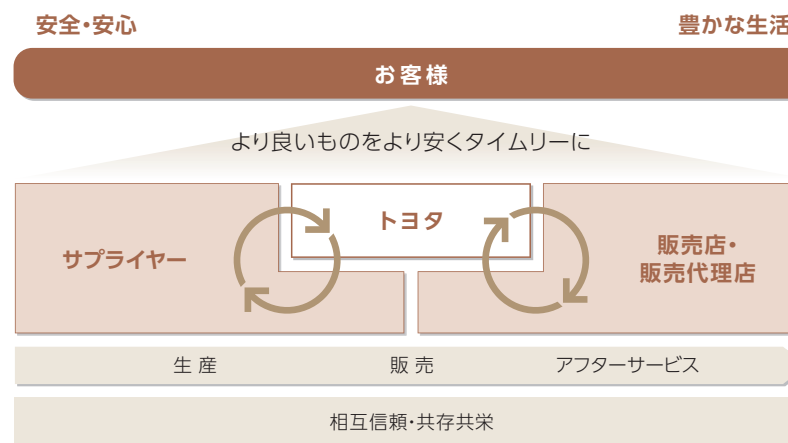 安全・安心
豊かな生活
お客様
より良いものをより安くタイムリーに
サプライヤー
トヨタ
販売店・
販売代理店
生産
販売
アフターサービス
相互信頼・共存共栄